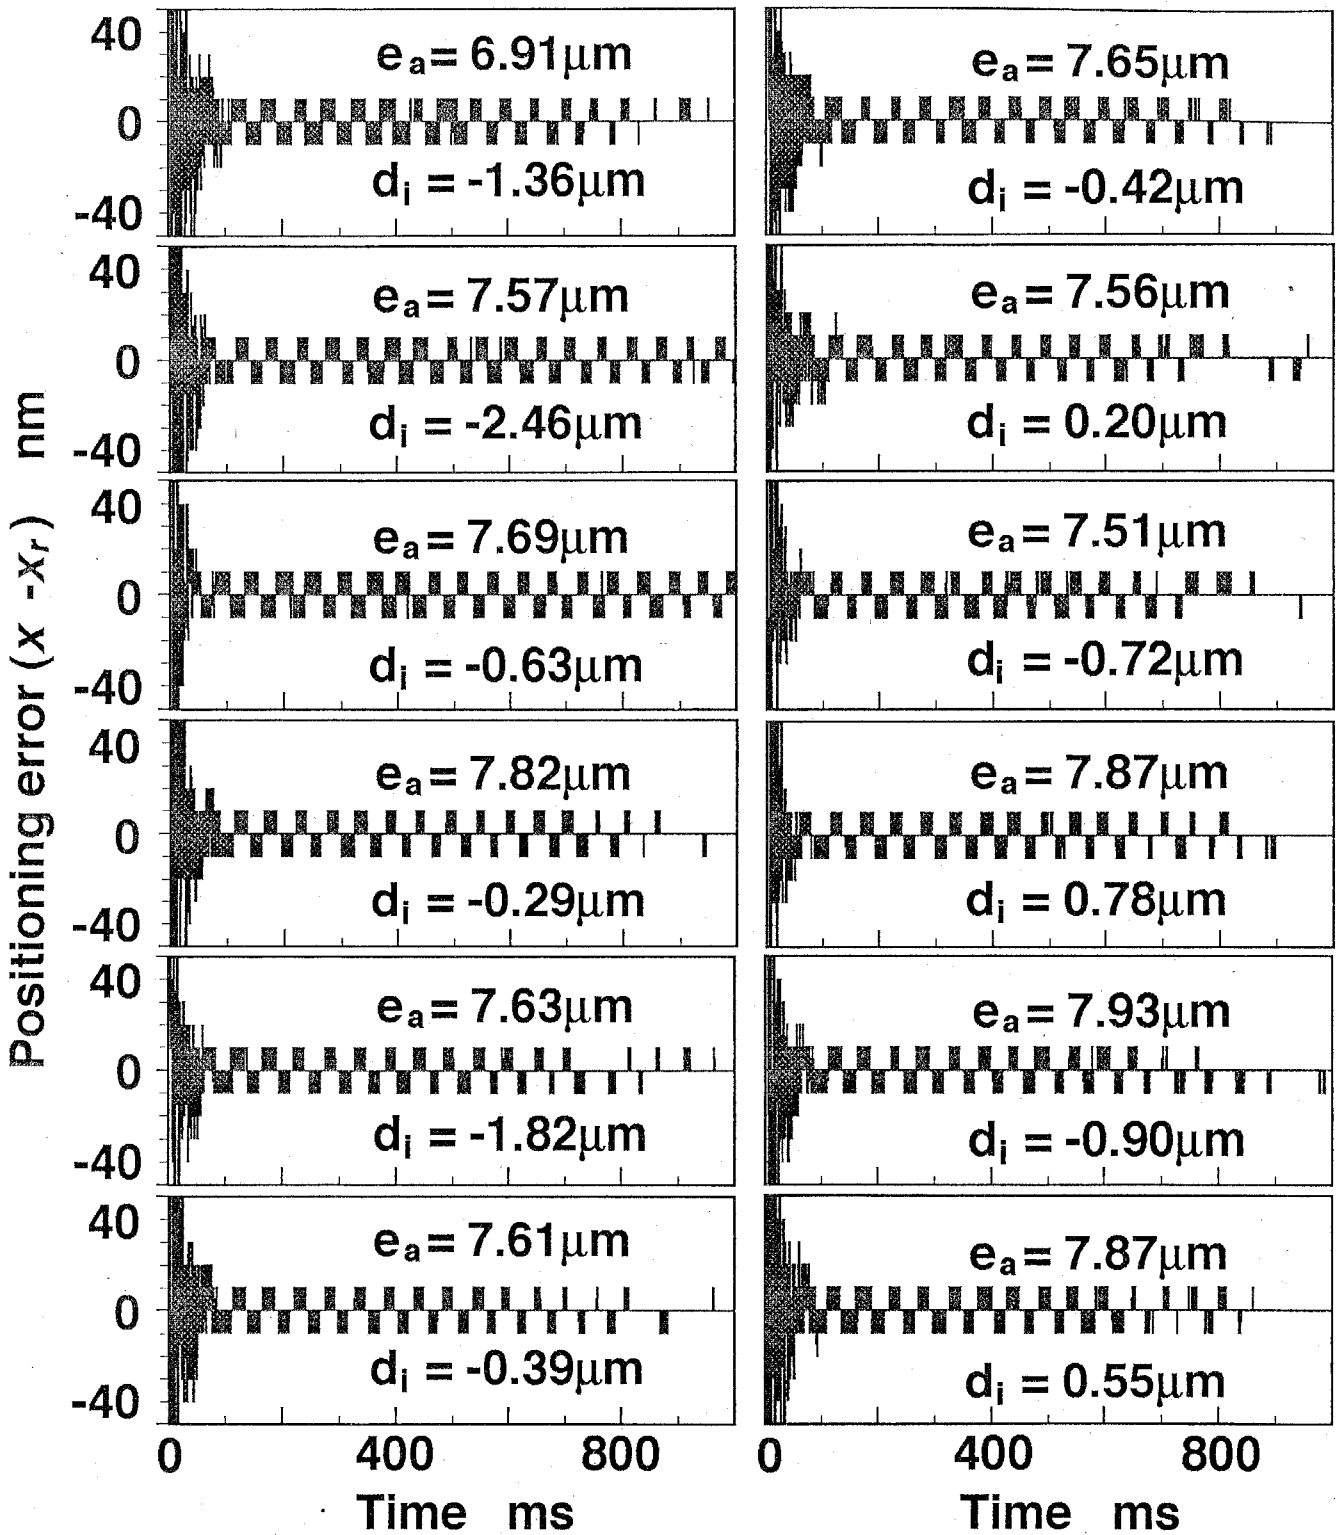 Positioning error (x -xr) nm
40
0
-40
ea= 6.91µm
di = -1.36µm
ea= 7.65µm
di = -0.42µm
40
0
-40
ea= 7.57µm
di = -2.46µm
ea= 7.56µm
di = 0.20µm
40
0
-40
ea= 7.69µm
di = -0.63µm
ea= 7.51µm
di = -0.72µm
40
0
-40
ea= 7.82µm
di = -0.29µm
ea= 7.87µm
di = 0.78µm
40
0
-40
ea= 7.63µm
di = -1.82µm
ea= 7.93µm
di = -0.90µm
40
0
-40
ea= 7.61µm
di = -0.39µm
ea= 7.87µm
di = 0.55µm
0 400 800
0 400 800
Time ms
Time ms